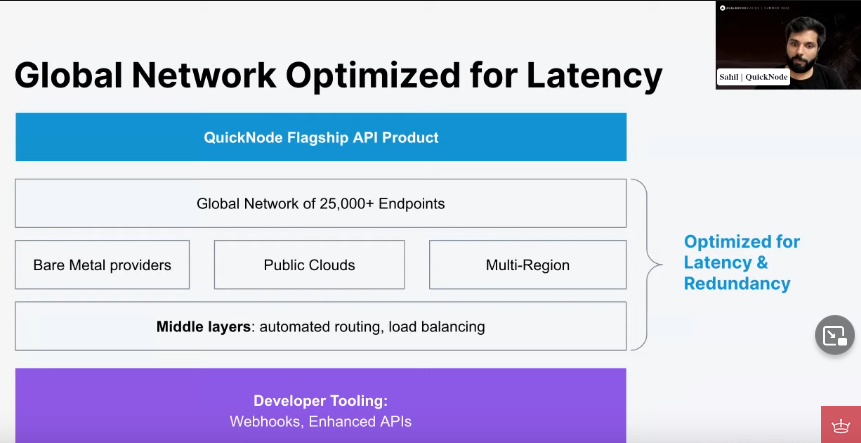 Global Network Optimized for Latency
Sahil | QuickNode
QuickNode Flagship API Product
Global Network of 25,000+ Endpoints
Bare Metal providers
Public Clouds
Multi-Region
Optimized for
Latency &
Redundancy
Middle layers: automated routing, load balancing
Developer Tooling:
Webhooks, Enhanced APIs